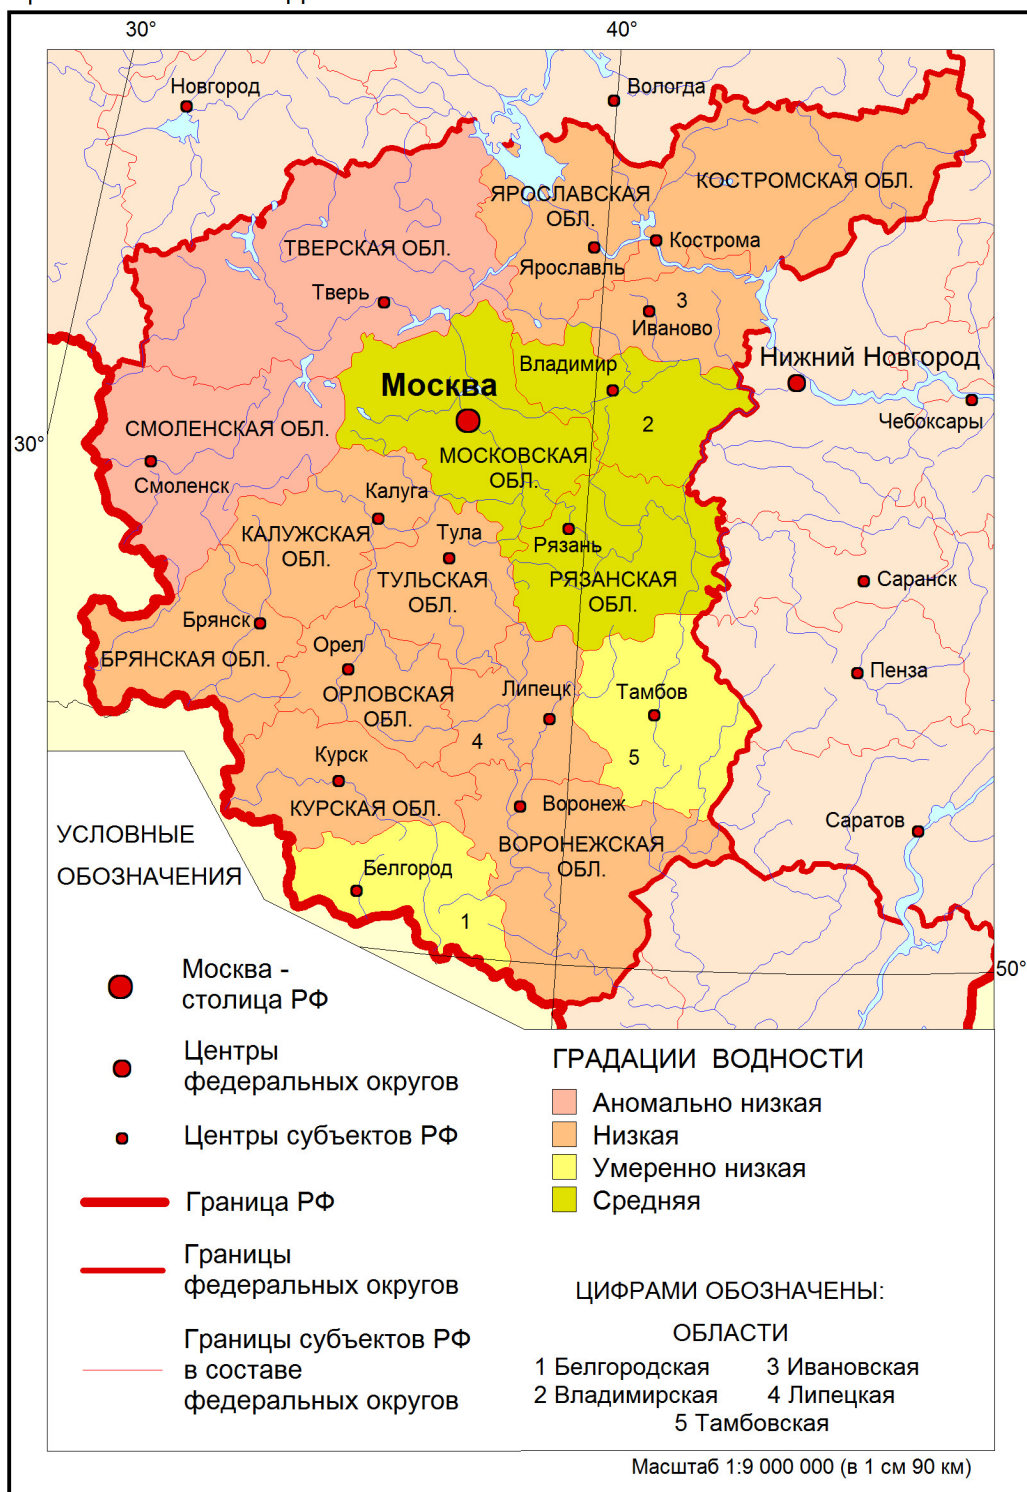 30°
40°
Новгород
Вологда
ЯРОСЛАВСКАЯ
ОБЛ.
КОСТРОМСКАЯ ОБЛ.
ТВЕРСКАЯ ОБЛ.
Кострома
Ярославль
Тверь
3
Иваново
Владимир
Нижний Новгород
Москва
Чебоксары
2
СМОЛЕНСКАЯ ОБЛ.
30°
МОСКОВСКАЯ
ОБЛ.
Смоленск
Калуга
КАЛУЖСКАЯ
ОБЛ.
Тула
Рязань
ТУЛЬСКАЯ
ОБЛ.
РЯЗАНСКАЯ
ОБЛ.
Саранск
Брянск
БРЯНСКАЯ ОБЛ.
Орел
Пенза
ОРЛОВСКАЯ
ОБЛ.
Липецк
Тамбов
4
5
Курск
КУРСКАЯ ОБЛ.
Воронеж
Саратов
ВОРОНЕЖСКАЯ
ОБЛ.
Белгород
1
50°
УСЛОВНЫЕ
ОБОЗНАЧЕНИЯ
Москва -
столица РФ
Центры
федеральных округов
Центры субъектов РФ
Граница РФ
Границы
федеральных округов
Границы субъектов РФ
в составе
федеральных округов
ГРАДАЦИИ ВОДНОСТИ
Аномально низкая
Низкая
Умеренно низкая
Средняя
ЦИФРАМИ ОБОЗНАЧЕНЫ:
ОБЛАСТИ
1 Белгородская 3 Ивановская
2 Владимирская 4 Липецкая
5 Тамбовская
Масштаб 1:9 000 000 (в 1 см 90 км)